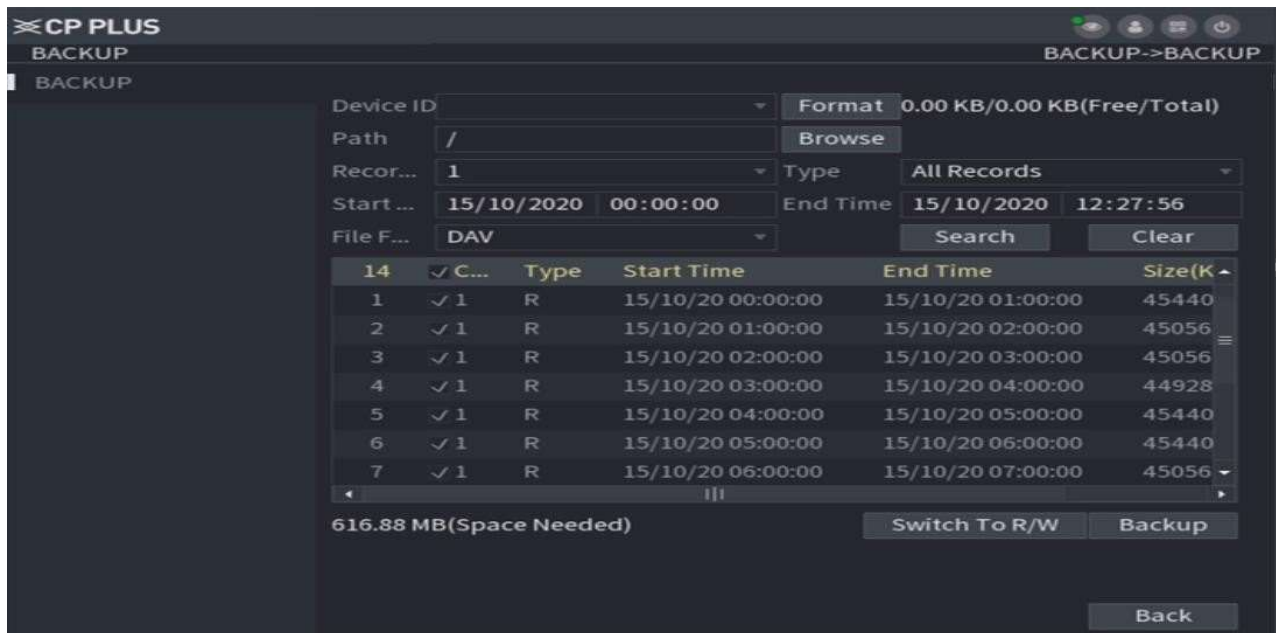 CP PLUS
BACKUP BACKUP->BACKUP
BACKUP
Device ID Format 0.00 KB/0.00 KB(Free/Total)
Path / Browse
Recor... 1 Type All Records
Start ... 15/10/2020 00:00:00 End Time 15/10/2020 12:27:56
File F... DAV Search Clear
14 C... Type Start Time End Time Size(K
1 1 R 15/10/20 00:00:00 15/10/20 01:00:00 45440
2 1 R 15/10/20 01:00:00 15/10/20 02:00:00 45056
3 1 R 15/10/20 02:00:00 15/10/20 03:00:00 45056
4 1 R 15/10/20 03:00:00 15/10/20 04:00:00 44928
5 1 R 15/10/20 04:00:00 15/10/20 05:00:00 45440
6 1 R 15/10/20 05:00:00 15/10/20 06:00:00 45440
7 1 R 15/10/20 06:00:00 15/10/20 07:00:00 45056
616.88 MB(Space Needed) Switch To R/W Backup
Back